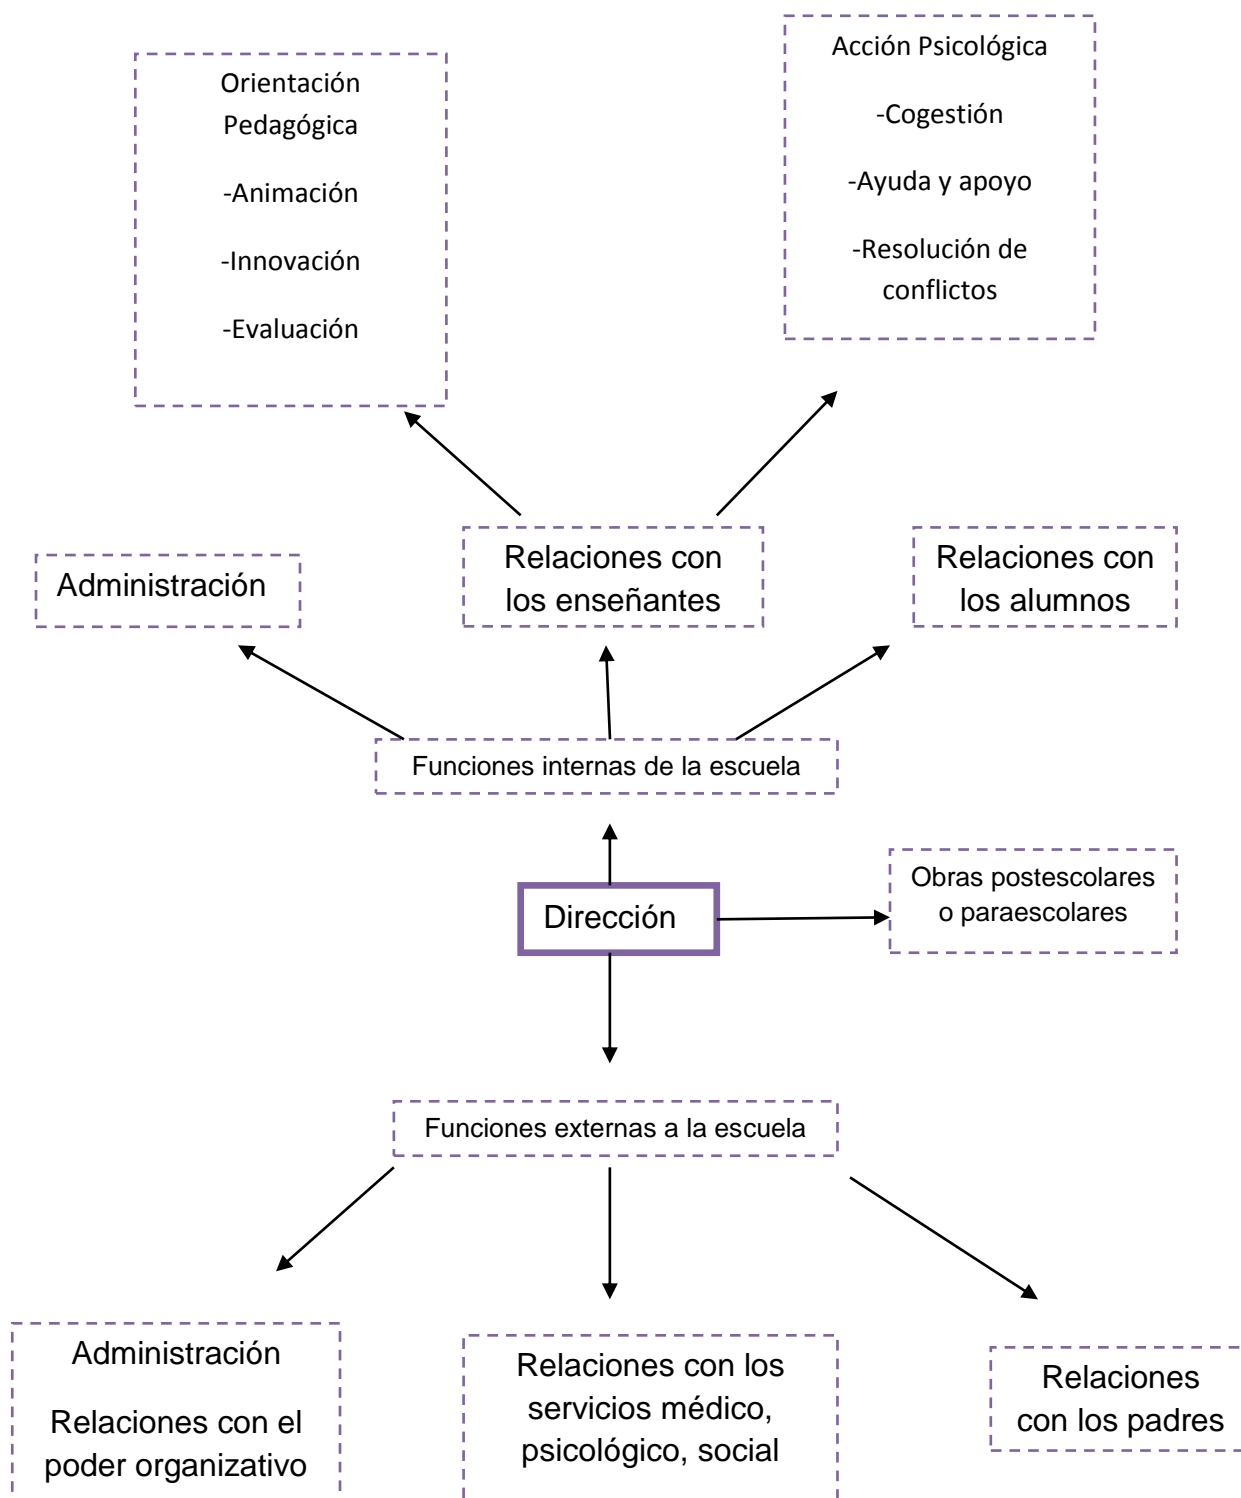 Orientación
Pedagógica
-Animación
-Innovación
-Evaluación
Acción Psicológica
-Cogestión
-Ayuda y apoyo
-Resolución de
conflictos
Administración
Relaciones con
los enseñantes
Relaciones con
los alumnos
Funciones internas de la escuela
Dirección
Obras postescolares
o paraescolares
Funciones externas a la escuela
Administración
Relaciones con el
poder organizativo
Relaciones con los
servicios médico,
psicológico, social
Relaciones
con los padres